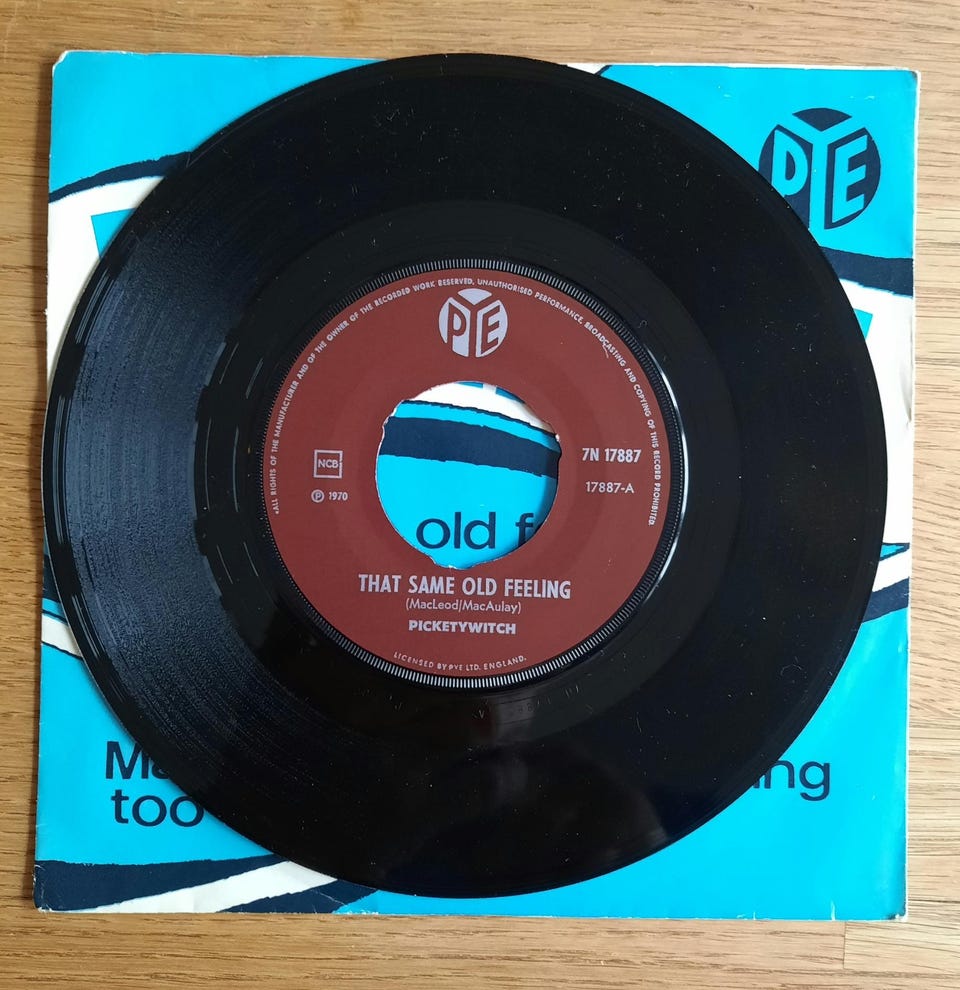 PYE
•ALL RIGHTS OF THE MANUFACTURER AND OF THE OWNER OF THE RECORDED WORK RESERVED, UNAUTHORISED PERFORMANCE, BROADCASTING AND COPYING OF THIS RECORD PROHIBITED.
PYE
NCB
℗ 1970
7N 17887
17887-A
old
THAT SAME OLD FEELING
(MacLeod/MacAulay)
PICKETYWITCH
LICENSED BY PYE LTD. ENGLAND.
too